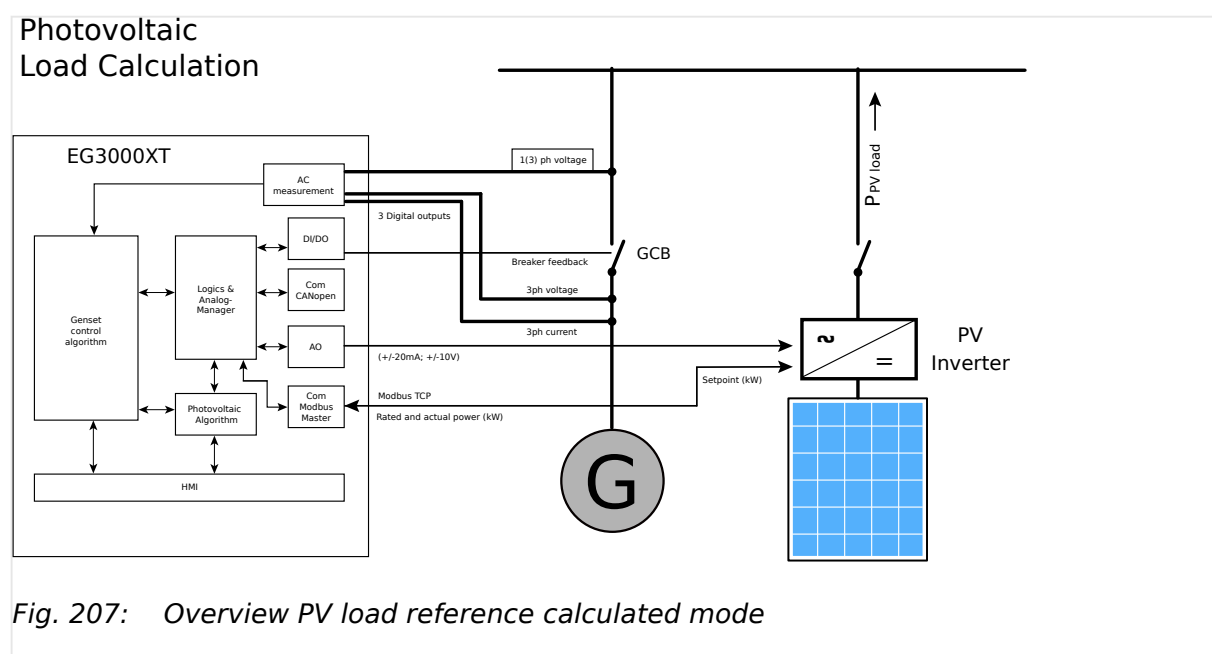 Photovoltaic
Load Calculation
EG3000XT
AC
measurement
1(3) ph voltage
3 Digital outputs
DI/DO
Breaker feedback
GCB
P PV load
Logics &
Analog-
Manager
Com
CANopen
3ph voltage
Genset
control
algorithm
3ph current
AO
(+/-20mA; +/-10V)
~
=
PV
Inverter
Setpoint (kW)
Photovoltaic
Algorithm
Com
Modbus
Master
Modbus TCP
Rated and actual power (kW)
G
HMI
Fig. 207: Overview PV load reference calculated mode